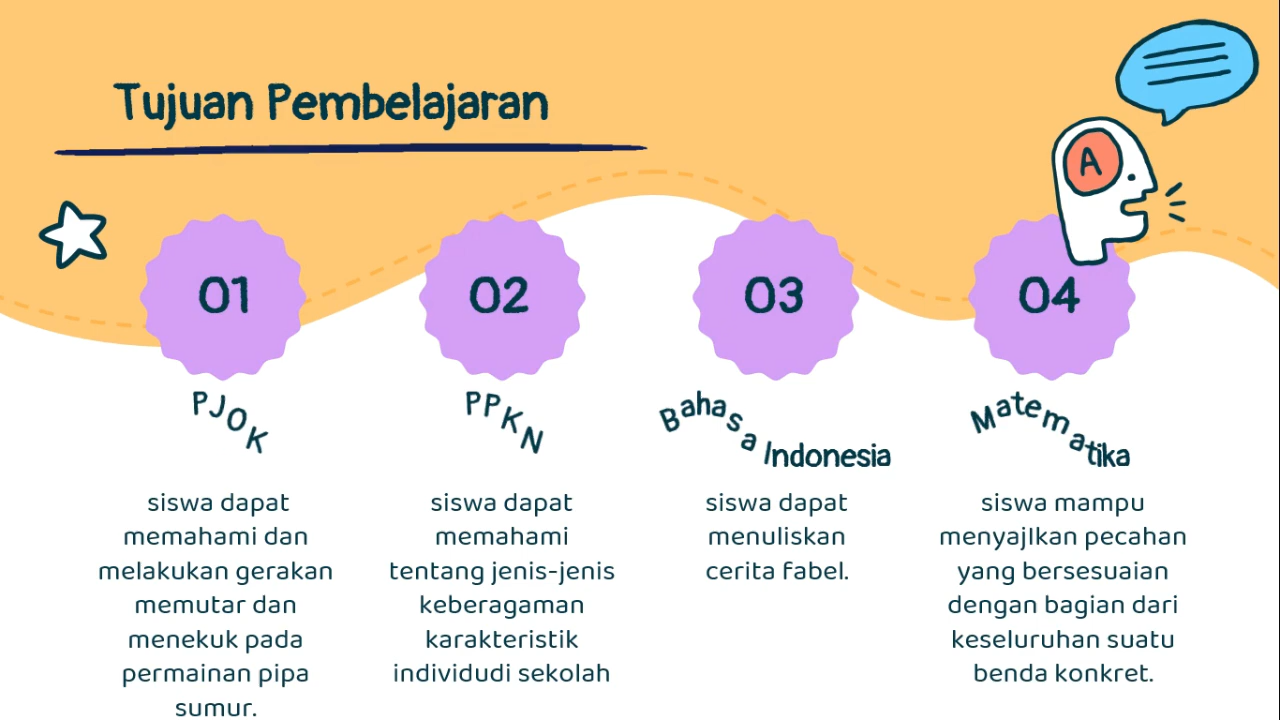 Tujuan Pembelajaran
A
01
PJOK
siswa dapat
memahami dan
melakukan gerakan
memutar dan
menekuk pada
permainan pipa
sumur.
02
PPKN
siswa dapat
memahami
tentang jenis-jenis
keberagaman
karakteristik
individudi sekolah
03
Bahasa Indonesia
siswa dapat
menuliskan
cerita fabel.
04
Matematika
siswa mampu
menyajIkan pecahan
yang bersesuaian
dengan bagian dari
keseluruhan suatu
benda konkret.